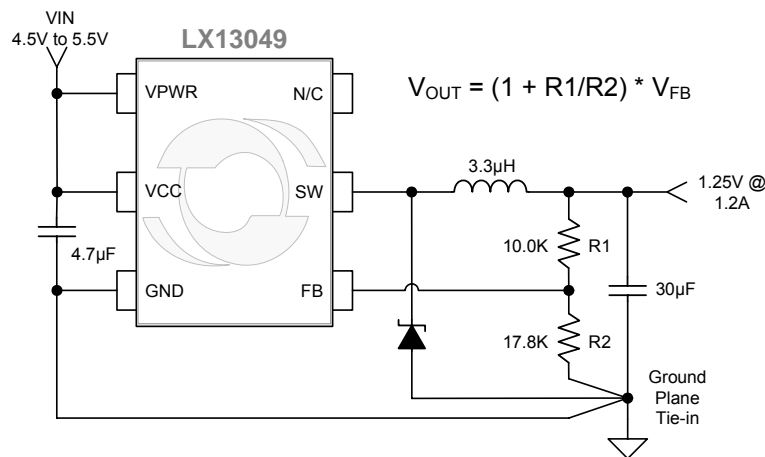 VIN
4.5V to 5.5V
LX13049
VPWR
N/C
VOUT = (1 + R1/R2) * VFB
3.3µH
VCC
SW
1.25V @
1.2A
4.7µF
10.0K
R1
GND
FB
30µF
17.8K
R2
Ground
Plane
Tie-in